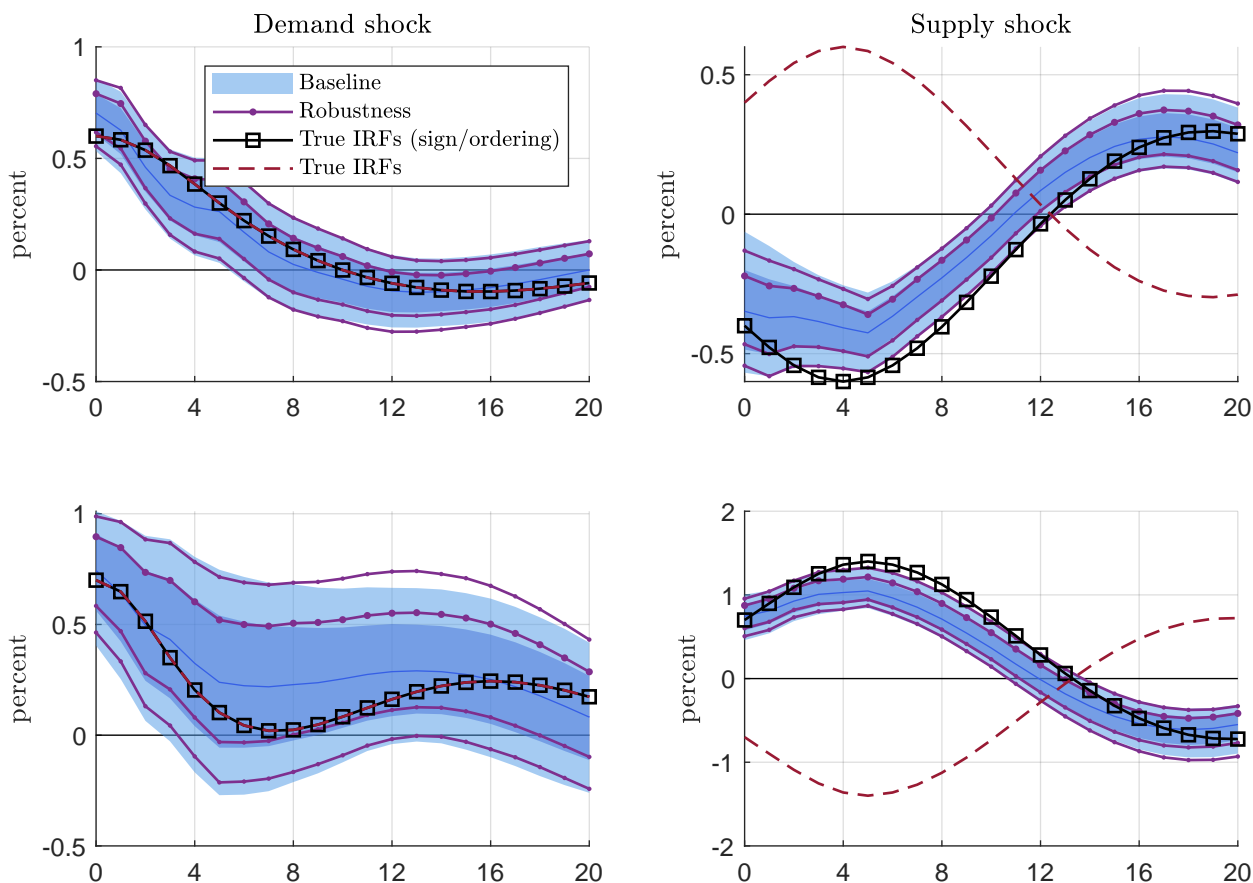 Demand shock
Supply shock
1
0.5
0
-0.5
percent
0 4 8 12 16 20
Baseline
Robustness
True IRFs (sign/ordering)
True IRFs
0.5
0
-0.5
percent
0 4 8 12 16 20
1
0.5
0
-0.5
percent
0 4 8 12 16 20
2
1
0
-1
-2
percent
0 4 8 12 16 20